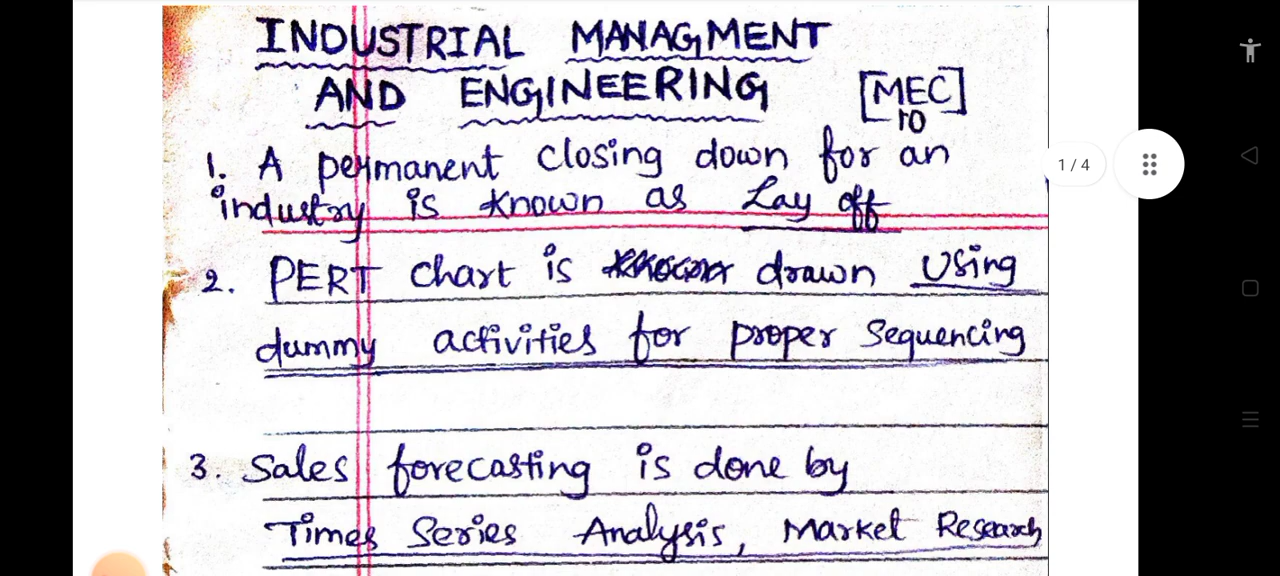 INDUSTRIAL MANAGMENT
AND ENGINEERING [MEC]
10
1. A permanent closing down for an
industry is known as Lay off
1/4
2. PERT chart is drawn Using
dummy activities for proper sequencing
3. Sales forecasting is done by
Times Series Analysis, Market Research